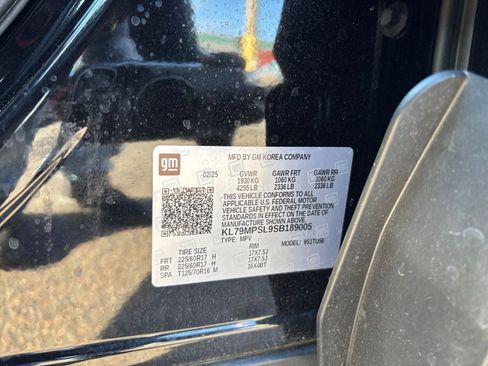 gm
MFD BY GM KOREA COMPANY
02/25 GVWR GAWR FRT GAWR RR
1930 KG 1060 KG 1060 KG
4255 LB 2336 LB 2336 LB
THIS VEHICLE CONFORMS TO ALL
APPLICABLE U.S. FEDERAL MOTOR
VEHICLE SAFETY AND THEFT PREVENTION
STANDARDS IN EFFECT ON THE DATE OF
MANUFACTURE SHOWN ABOVE.
KL79MPSL9SB189005
TYPE: MPV MODEL: 9S1TU56
TIRE SIZE RIM
FRT 225/60R17 H 17X7.5J
RR 225/60R17 H 17X7.5J
SPA T125/70R16 M 16X4BT